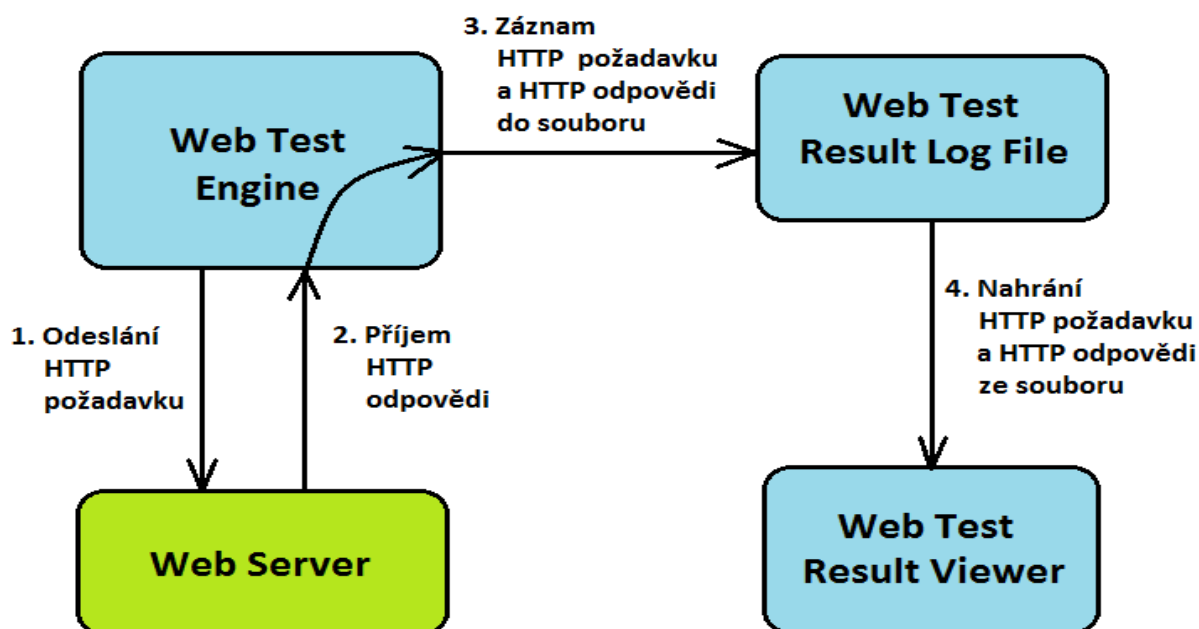 3. Záznam
HTTP požadavku
a HTTP odpovědi
do souboru
Web Test
Engine
Web Test
Result Log File
1. Odeslání
HTTP
požadavku
2. Příjem
HTTP
odpovědi
4. Nahrání
HTTP požadavku
a HTTP odpovědi
ze souboru
Web Server
Web Test
Result Viewer